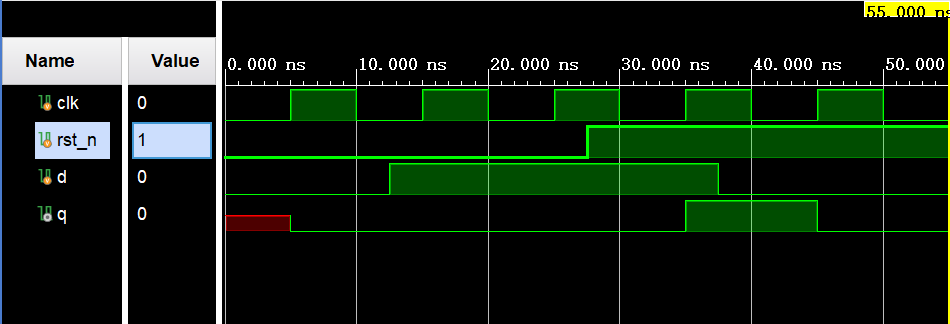 55.000 ns
Name Value
0.000 ns 10.000 ns 20.000 ns 30.000 ns 40.000 ns 50.000
clk 0
rst_n 1
d 0
q 0